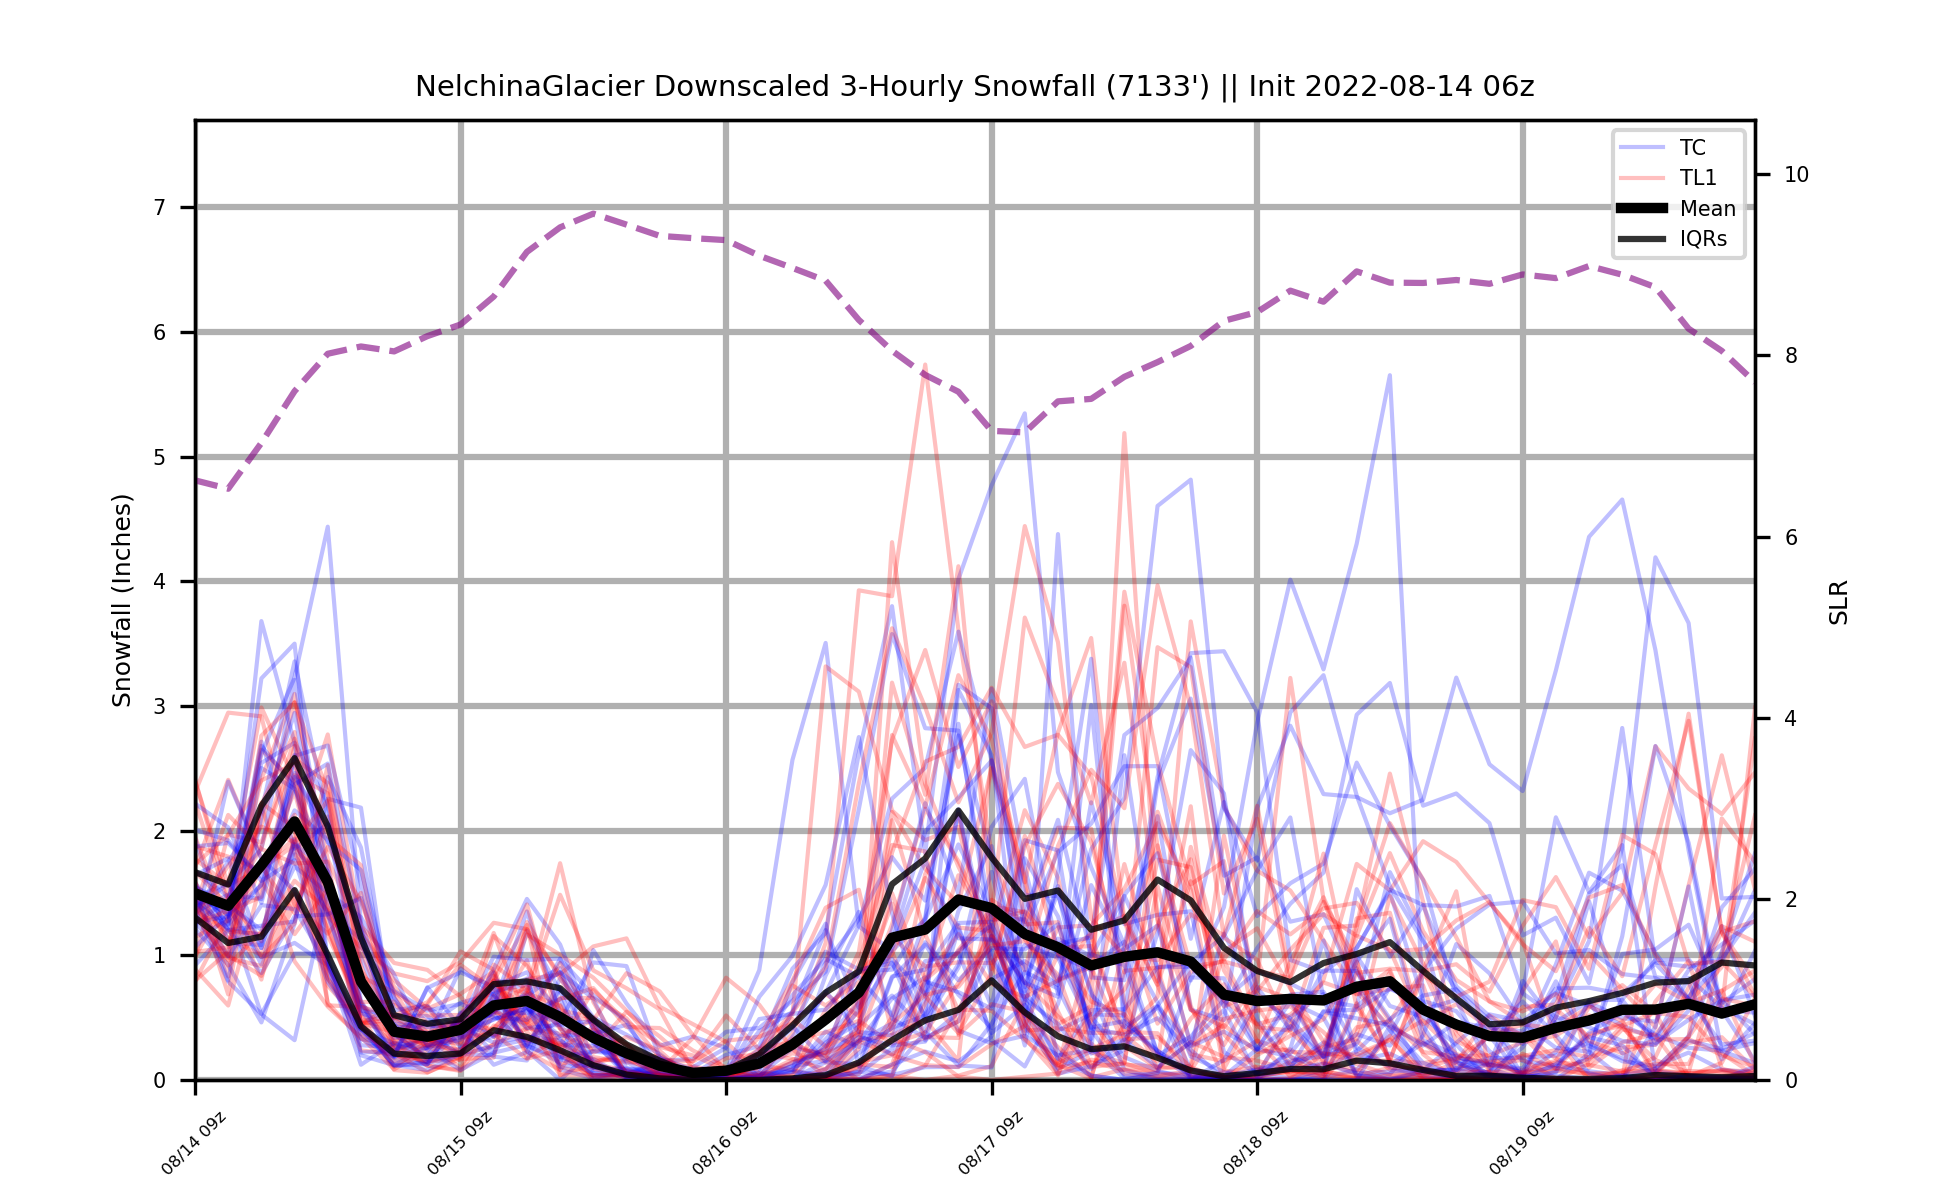 NelchinaGlacier Downscaled 3-Hourly Snowfall (7133') || Init 2022-08-14 06z
TC
TL1
Mean
IQRs
Snowfall (Inches)
7
6
5
4
3
2
1
0
10
8
6
4
2
0
SLR
08/14 09z
08/15 09z
08/16 09z
08/17 09z
08/18 09z
08/19 09z